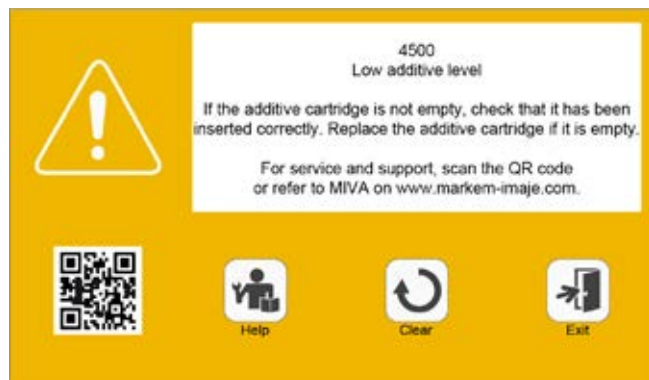 4500
Low additive level
If the additive cartridge is not empty, check that it has been
inserted correctly. Replace the additive cartridge if it is empty.
For service and support, scan the QR code
or refer to MIVA on www.markem-imaje.com.
Help
Clear
Exit